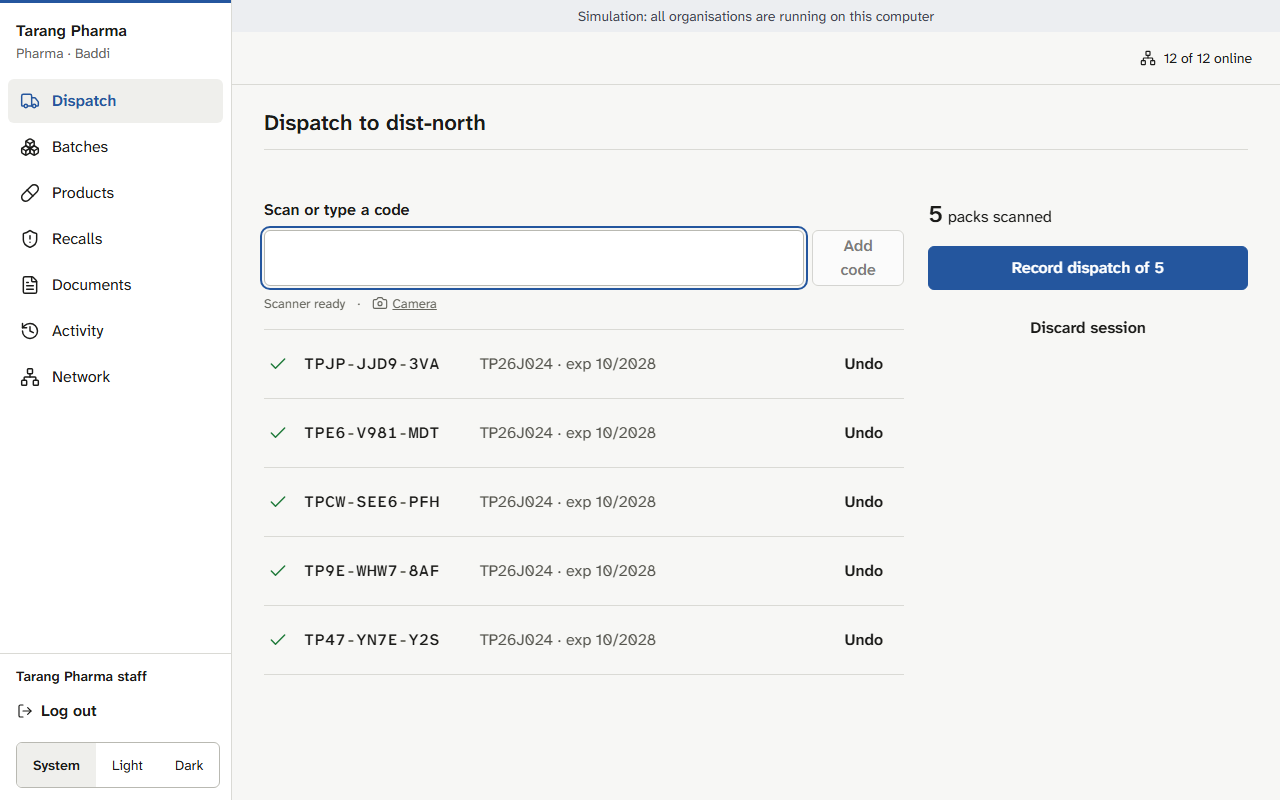 Simulation: all organisations are running on this computer
Tarang Pharma
Pharma · Baddi
12 of 12 online
Dispatch
Batches
Products
Recalls
Documents
Activity
Network
Dispatch to dist-north
Scan or type a code
Add code
Scanner ready · Camera
5 packs scanned
Record dispatch of 5
Discard session
TPJP-JJD9-3VA TP26J024 · exp 10/2028 Undo
TPE6-V981-MDT TP26J024 · exp 10/2028 Undo
TPCW-SEE6-PFH TP26J024 · exp 10/2028 Undo
TP9E-WHW7-8AF TP26J024 · exp 10/2028 Undo
TP47-YN7E-Y2S TP26J024 · exp 10/2028 Undo
Tarang Pharma staff
Log out
System Light Dark